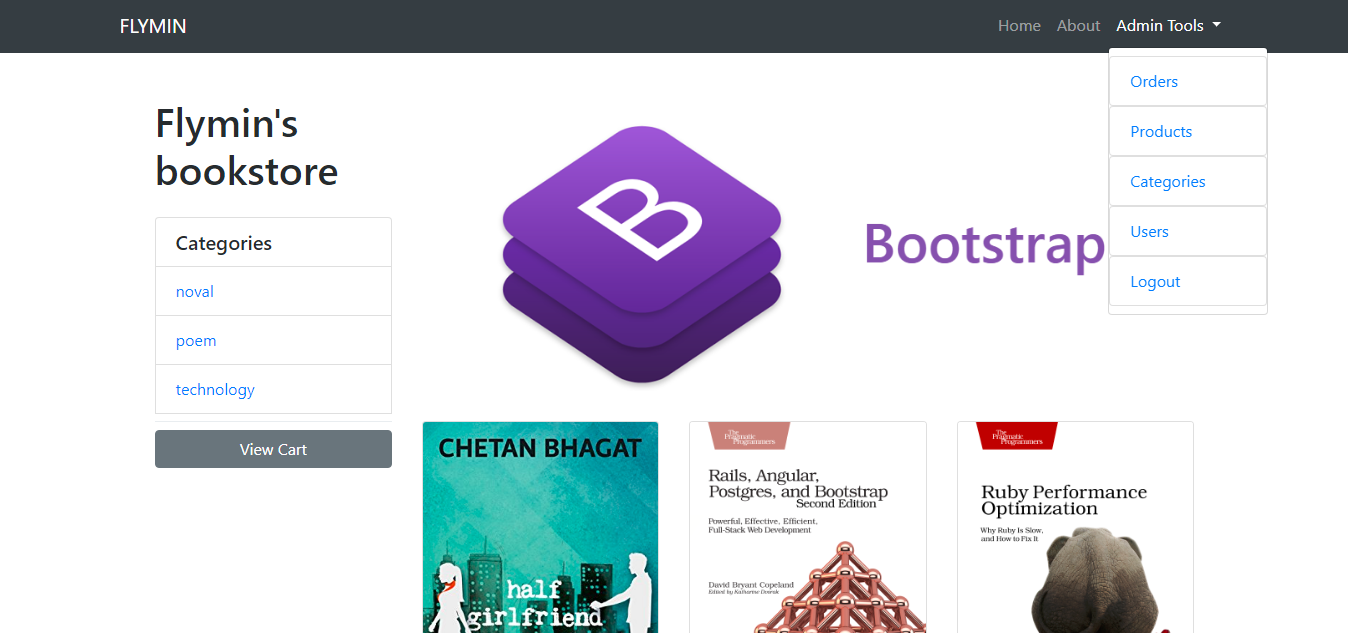 FLYMIN
Home About Admin Tools
Orders
Products
Categories
Users
Logout
Flymin's
bookstore
Categories
noval
poem
technology
View Cart
B
Bootstrap
CHETAN BHAGAT
half
girlfriend
The
Pragmatic
Programmers
Rails, Angular,
Postgres, and Bootstrap
Second Edition
Powerful, Effective, Efficient,
Full-Stack Web Development
David Bryant Copeland
Edited by Katharine Dvorak
The
Pragmatic
Programmers
Ruby Performance
Optimization
Why Ruby Is Slow,
and How to Fix It